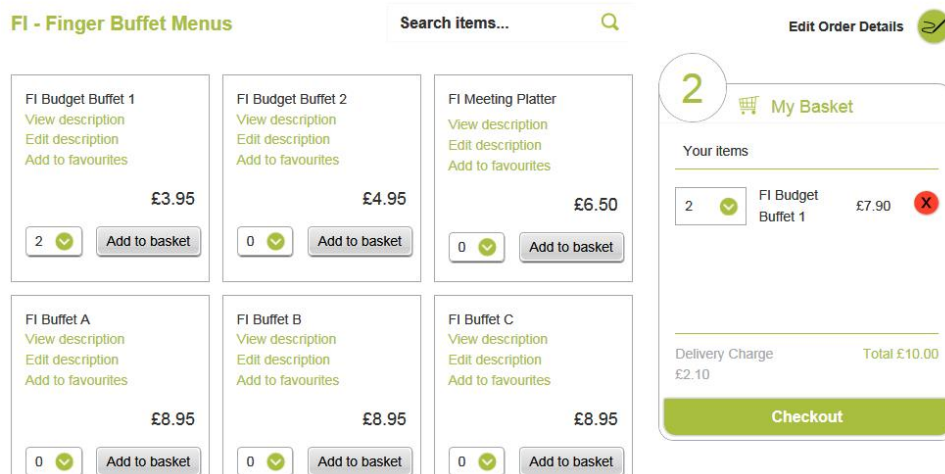 FI - Finger Buffet Menus
Search items...
Edit Order Details
FI Budget Buffet 1
View description
Edit description
Add to favourites
£3.95
2
Add to basket
FI Budget Buffet 2
View description
Edit description
Add to favourites
£4.95
0
Add to basket
FI Meeting Platter
View description
Edit description
Add to favourites
£6.50
0
Add to basket
FI Buffet A
View description
Edit description
Add to favourites
£8.95
0
Add to basket
FI Buffet B
View description
Edit description
Add to favourites
£8.95
0
Add to basket
FI Buffet C
View description
Edit description
Add to favourites
£8.95
0
Add to basket
2
My Basket
Your items
2
FI Budget
Buffet 1
£7.90
X
Delivery Charge
£2.10
Total £10.00
Checkout